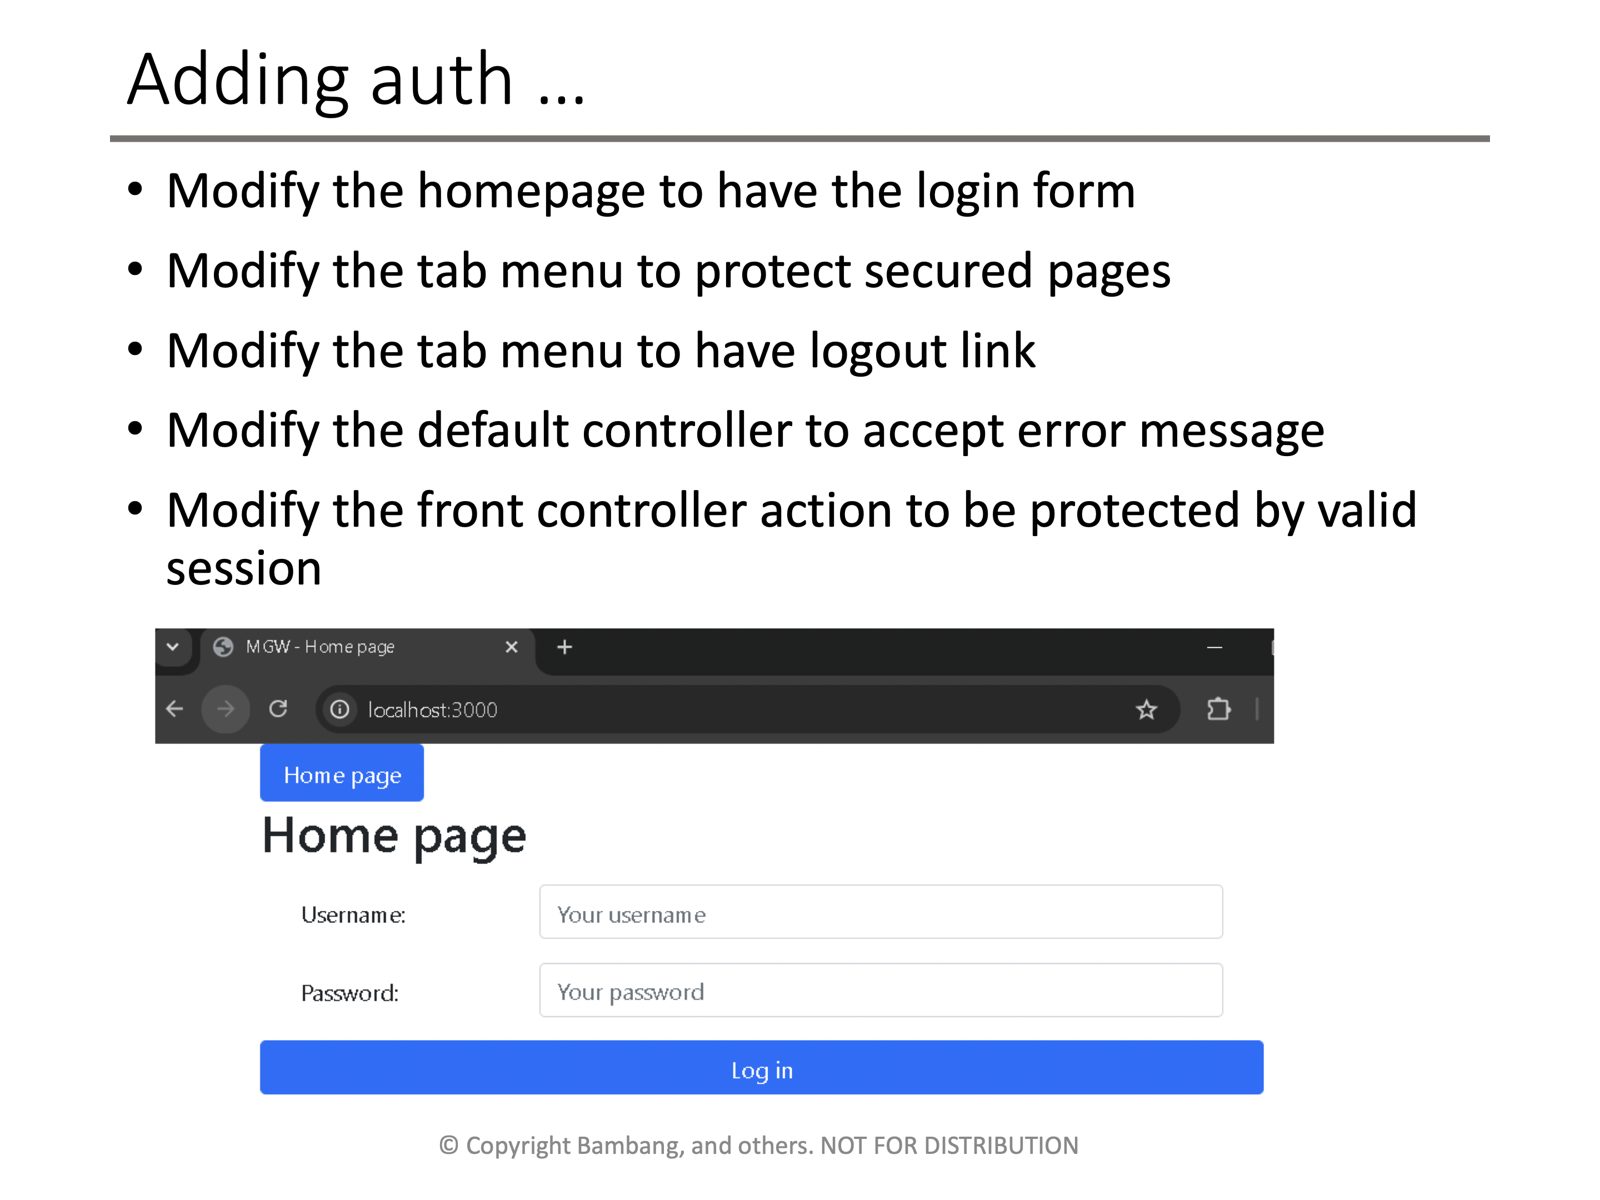 Adding auth ...
• Modify the homepage to have the login form
• Modify the tab menu to protect secured pages
• Modify the tab menu to have logout link
• Modify the default controller to accept error message
• Modify the front controller action to be protected by valid
session
MGW - Home page
localhost:3000
Home page
Home page
Username: Your username
Password: Your password
Log in
© Copyright Bambang, and others. NOT FOR DISTRIBUTION